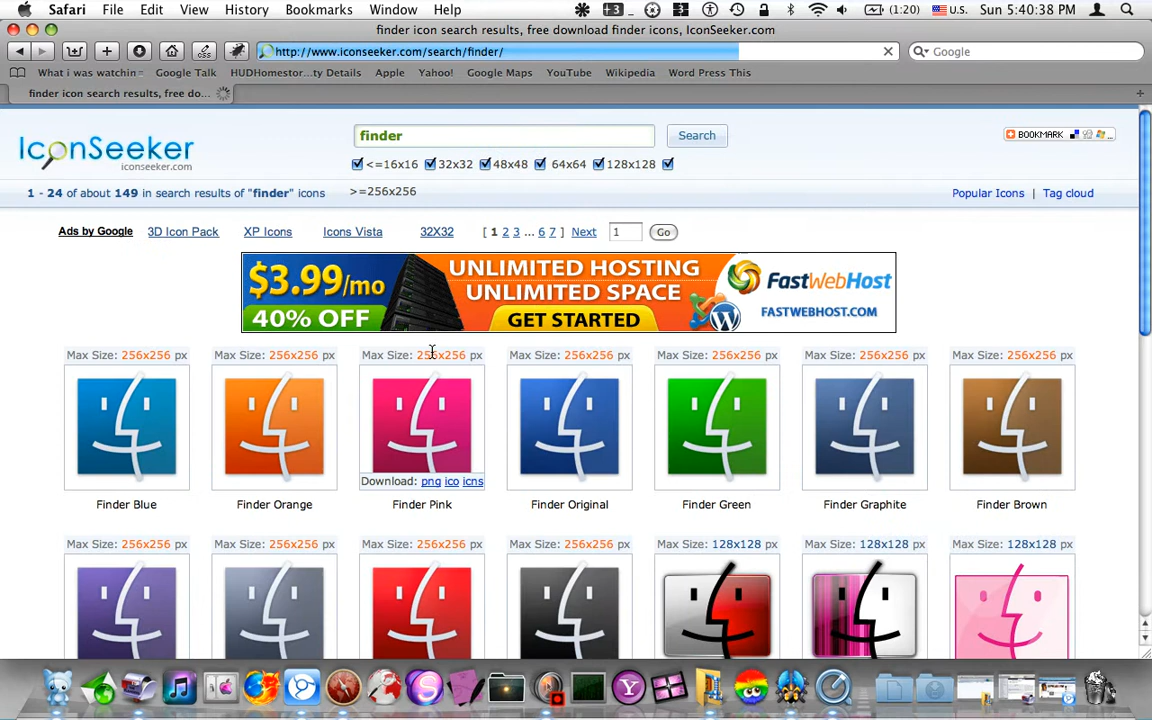 Safari File Edit View History Bookmarks Window Help 3 (1:20) U.S. Sun 5:40:38 PM
finder icon search results, free download finder icons, IconSeeker.com
http://www.iconseeker.com/search/finder/ Google
What i was watchin Google Talk HUDHomestor...ty Details Apple Yahoo! Google Maps YouTube Wikipedia Word Press This
finder icon search results, free do...
IconSeeker
iconseeker.com
finder Search
BOOKMARK
<=16x16 32x32 48x48 64x64 128x128
>=256x256
1 - 24 of about 149 in search results of "finder" icons
Popular Icons Tag cloud
Ads by Google 3D Icon Pack XP Icons Icons Vista 32X32 [ 1 2 3 ... 6 7 ] Next 1 Go
$3.99/mo
40% OFF
UNLIMITED HOSTING
UNLIMITED SPACE
GET STARTED
FastWebHost
FASTWEBHOST.COM
Max Size: 256x256 px Max Size: 256x256 px Max Size: 256x256 px Max Size: 256x256 px Max Size: 256x256 px Max Size: 256x256 px Max Size: 256x256 px
Download: png ico icns
Finder Blue Finder Orange Finder Pink Finder Original Finder Green Finder Graphite Finder Brown
Max Size: 256x256 px Max Size: 256x256 px Max Size: 256x256 px Max Size: 256x256 px Max Size: 128x128 px Max Size: 128x128 px Max Size: 128x128 px